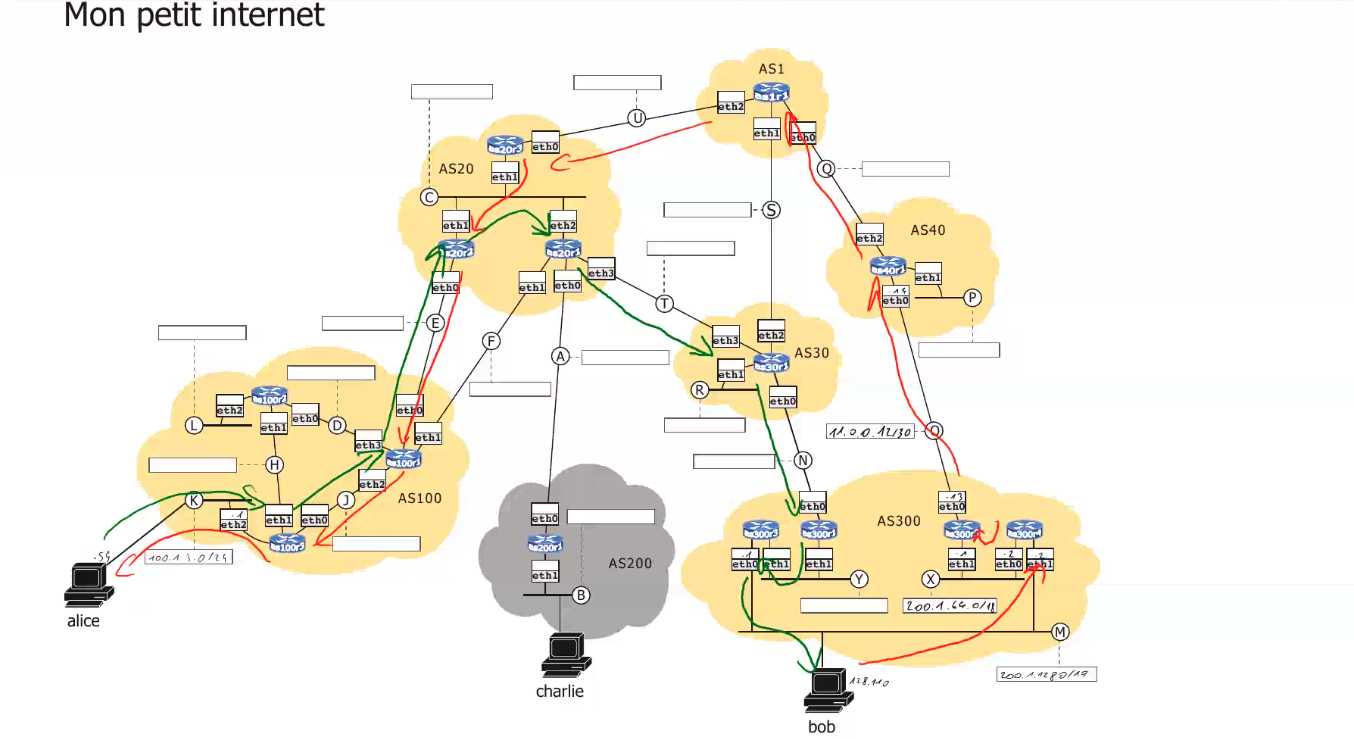 Mon petit internet
AS1
as1r1
eth2
eth1
eth0
U
Q
S
AS20
as20r3
eth0
eth1
C
eth1
eth2
as20r2
as20r1
eth0
eth1
eth0
eth3
E
F
A
T
AS40
eth2
as40r1
eth1
.14
eth0
P
AS30
eth3
eth2
as30r1
eth1
eth0
R
11.0.0.12/30
O
N
AS100
as100r2
eth2
eth0
eth1
L
D
eth0
eth1
eth3
as100r1
eth2
H
J
K
.1
eth2
eth1
eth0
as100r3
.54
100.1.3.0/24
alice
AS200
eth0
as200r1
eth1
B
charlie
AS300
eth0
.13
eth0
as300r3
as300r1
as300r4
.1
eth0
eth1
eth1
.1
eth1
.2
eth0
.2
eth1
Y
X
200.1.64.0/18
M
200.1.128.0/17
128.110
bob